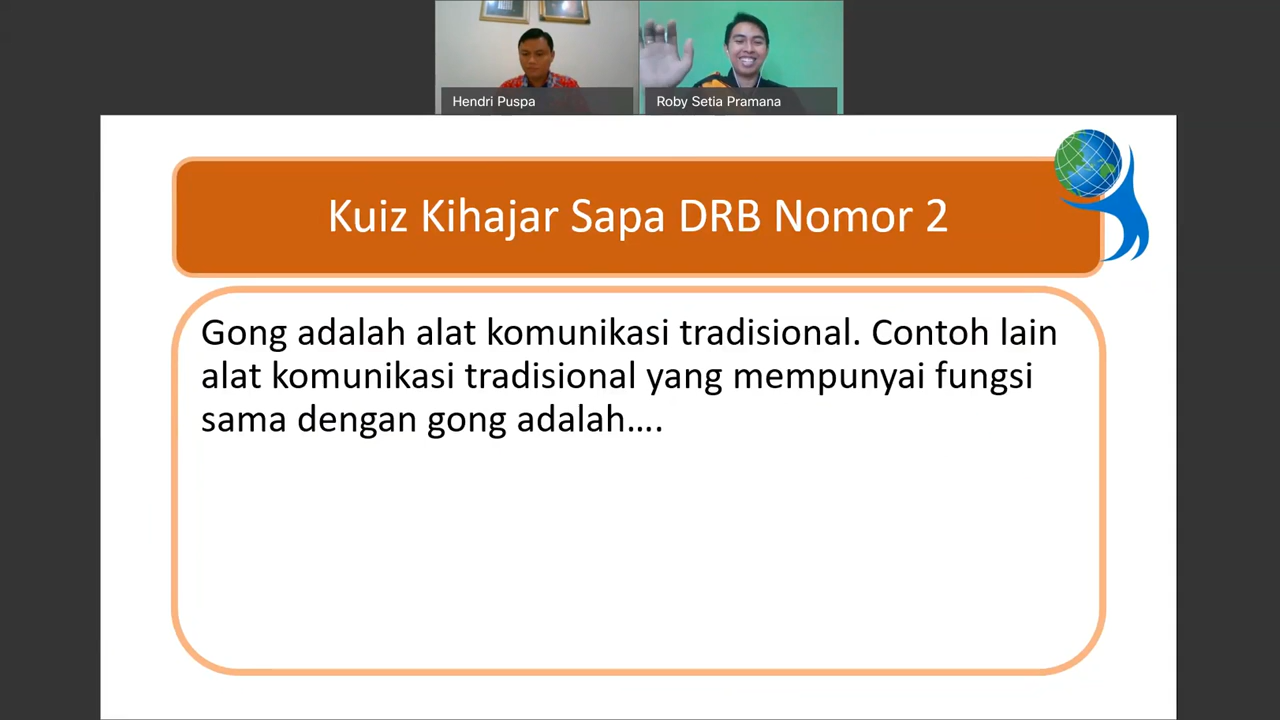 Hendri Puspa
Roby Setia Pramana
Kuiz Kihajar Sapa DRB Nomor 2
Gong adalah alat komunikasi tradisional. Contoh lain
alat komunikasi tradisional yang mempunyai fungsi
sama dengan gong adalah....